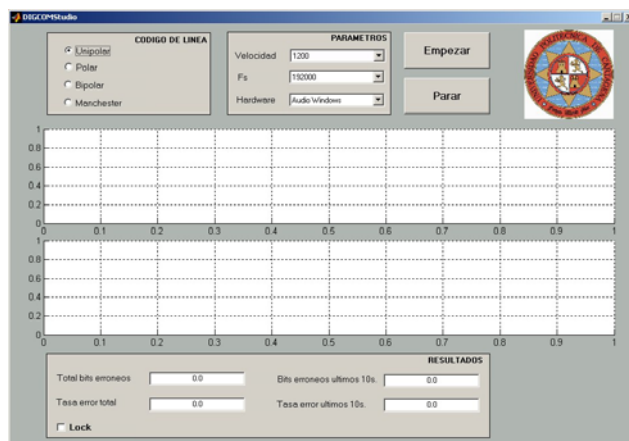 DIGCOMStudio
CODIGO DE LINEA
Unipolar
Polar
Bipolar
Manchester
PARAMETROS
Velocidad 1200
Fs 192000
Hardware Audio Windows
Empezar
Parar
1
0.8
0.6
0.4
0.2
0
0 0.1 0.2 0.3 0.4 0.5 0.6 0.7 0.8 0.9 1
1
0.8
0.6
0.4
0.2
0
0 0.1 0.2 0.3 0.4 0.5 0.6 0.7 0.8 0.9 1
RESULTADOS
Total bits erroneos 0.0 Bits erroneos ultimos 10s. 0.0
Tasa error total 0.0 Tasa error ultimos 10s. 0.0
Lock